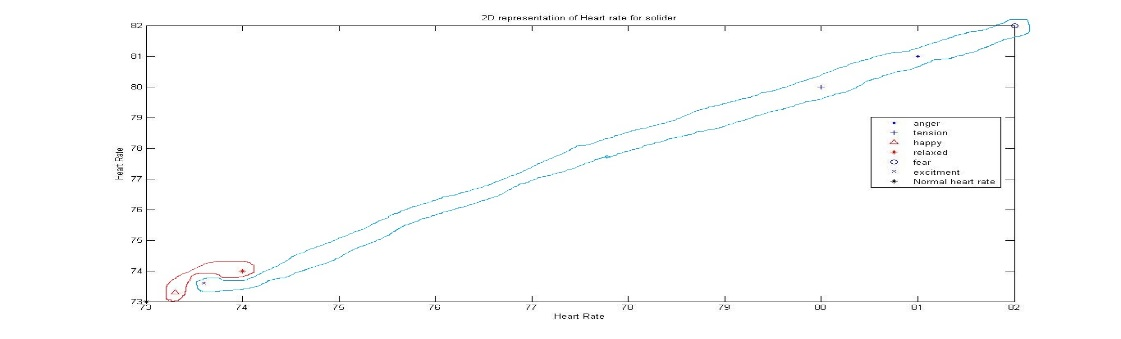 2D representation of Heart rate for solider
82
81
80
79
78
77
76
75
74
73
Heart Rate
anger
tension
happy
relaxed
fear
excitment
Normal heart rate
73 74 75 76 77 78 79 80 81 82
Heart Rate